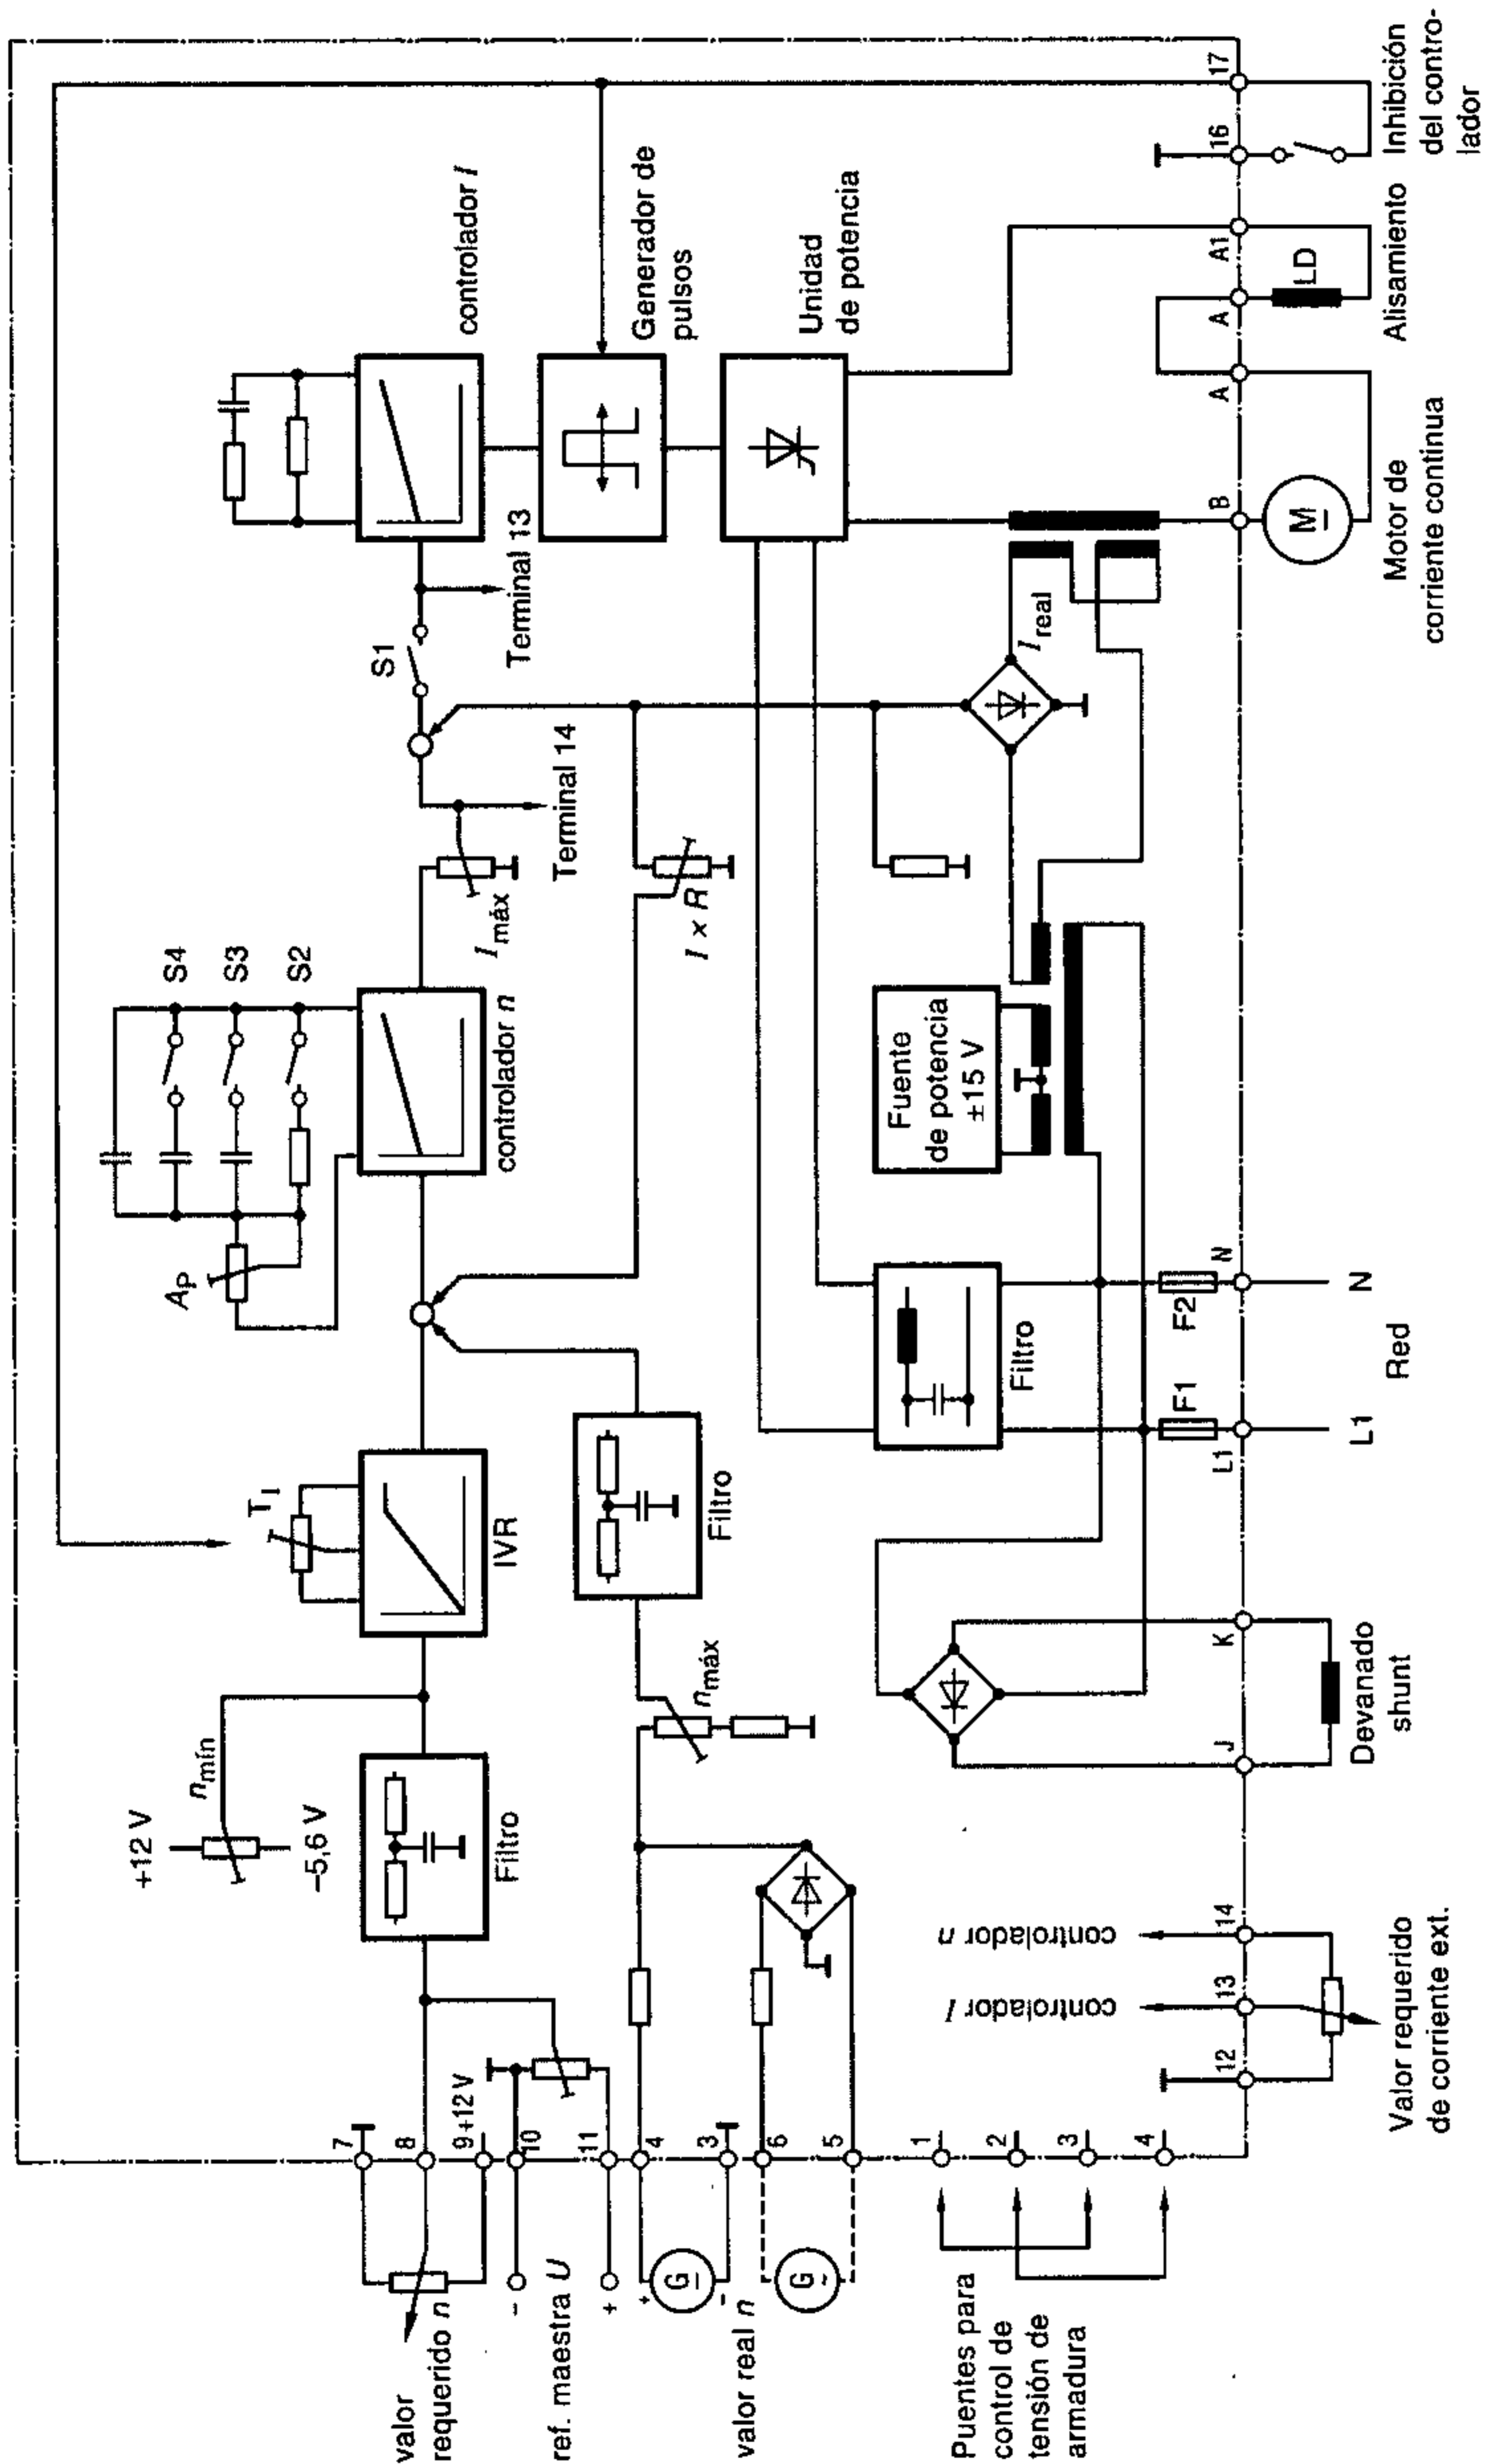 valor
requerido n
ref. maestra U
valor real n
Puentes para
control de
tensión de
armadura
7
8
9 +12 V
10
11
4
3
6
5
1
2
3
4
−
+
+
−
G
G
~
+12 V
n mín
−5,6 V
Filtro
T I
IVR
n máx
Filtro
A P
S4
S3
S2
controlador n
I máx
Terminal 14
I × R
S1
Terminal 13
controlador I
Generador de
pulsos
Unidad
de potencia
I real
Fuente
de potencia
±15 V
Filtro
F1
F2
controlador n
controlador I
12
13
14
J
K
L1
N
B
A
A
A1
16
17
M
LD
L1
N
Valor requerido
de corriente ext.
Devanado
shunt
Red
Motor de
corriente continua
Alisamiento
Inhibición
del contro-
lador